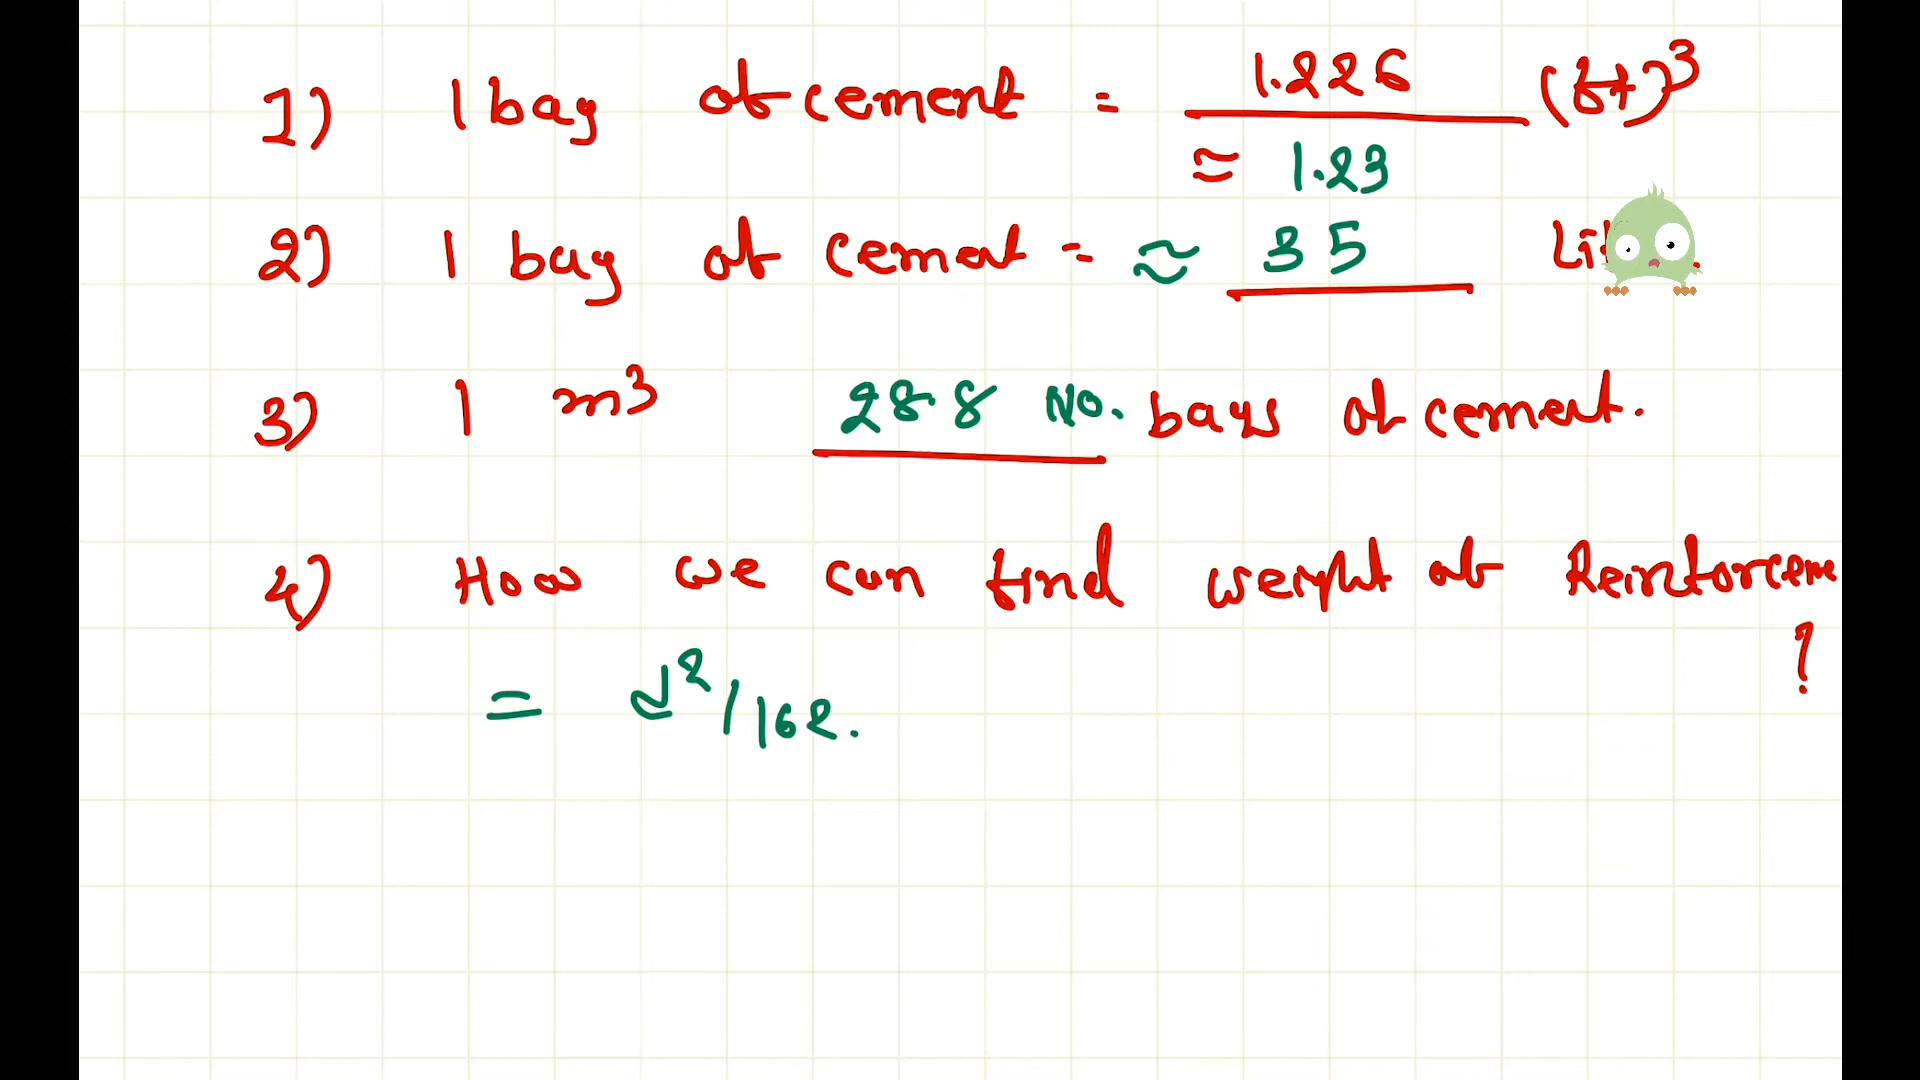 1) 1 bag of cement = 1.226 (ft)³
≈ 1.23
2) 1 bag of cement = ≈ 35
3) 1 m³ 28.8 No. bags of cement.
4) How we can find weight of Reinforceme
?
= d²/162.